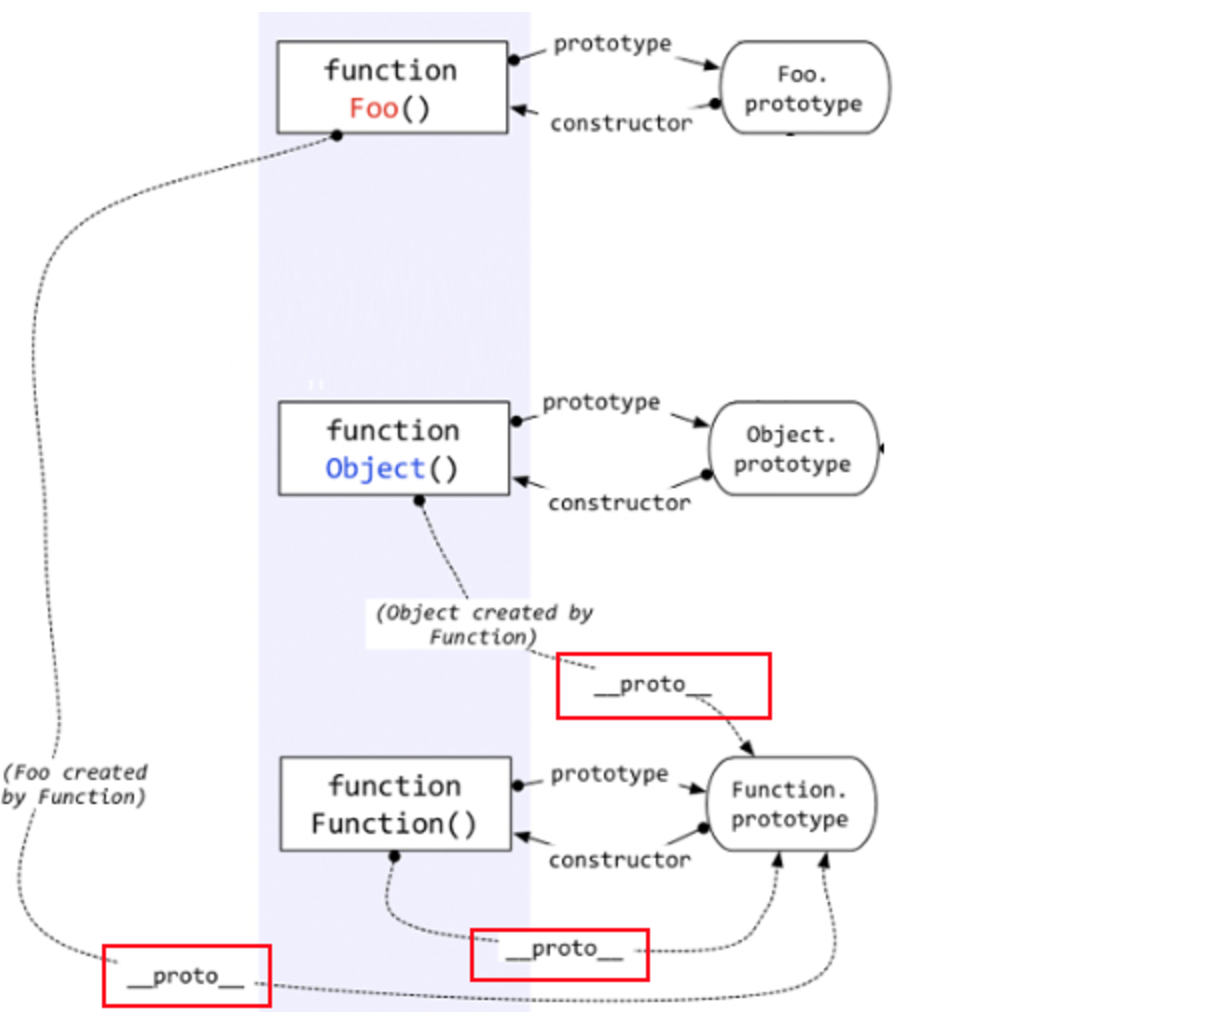 function
Foo()
prototype
constructor
Foo.
prototype
function
Object()
prototype
constructor
Object.
prototype
(Object created by
Function)
__proto__
function
Function()
prototype
constructor
Function.
prototype
(Foo created
by Function)
__proto__
__proto__